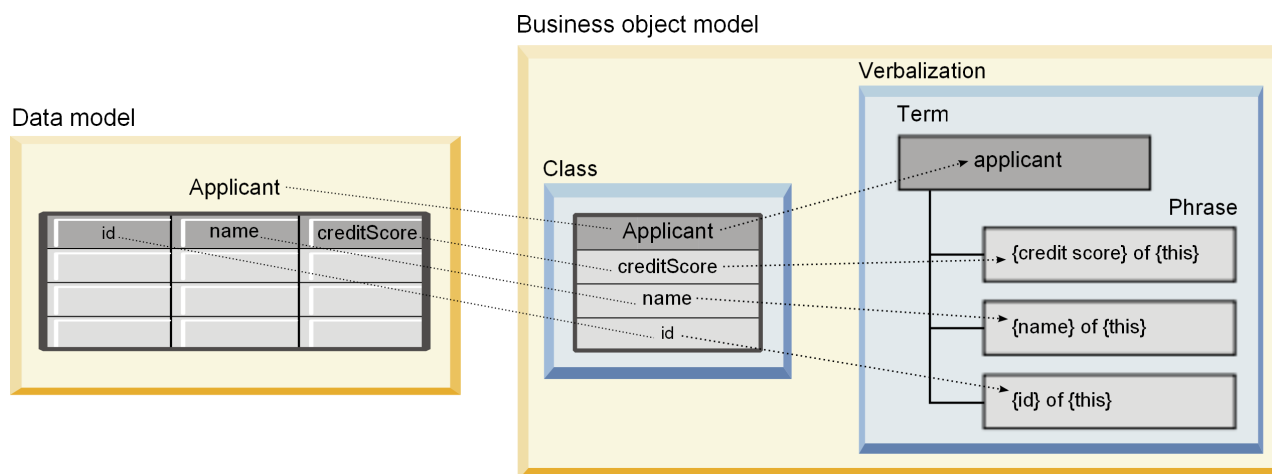 Business object model
Data model
Applicant
id name creditScore
Class
Applicant
creditScore
name
id
Verbalization
Term
applicant
Phrase
{credit score} of {this}
{name} of {this}
{id} of {this}